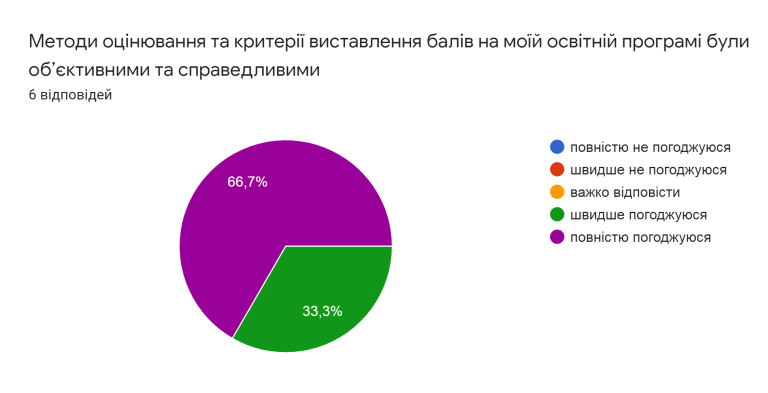 Методи оцінювання та критерії виставлення балів на моїй освітній програмі були
об’єктивними та справедливими
6 відповідей
66,7%
33,3%
повністю не погоджуюся
швидше не погоджуюся
важко відповісти
швидше погоджуюся
повністю погоджуюся